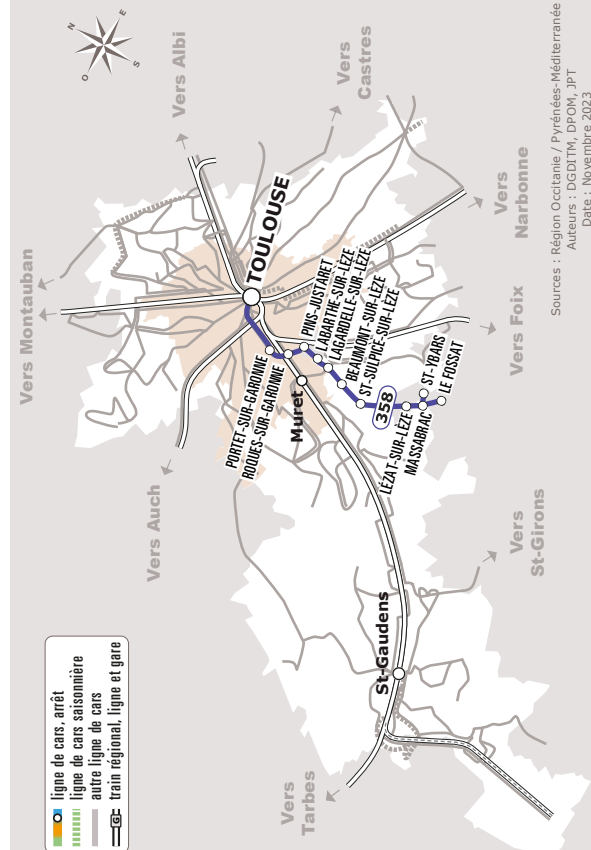 N
E
S
O
Vers Albi
Vers
Castres
Vers Montauban
TOULOUSE
Vers
Narbonne
Vers Foix
PINS-JUSTARET
LABARTHE-SUR-LÈZE
LAGARDELLE-SUR-LÈZE
BEAUMONT-SUR-LÈZE
ST-SULPICE-SUR-LÈZE
PORTET-SUR-GARONNE
ROQUES-SUR-GARONNE
Muret
358
ST-YBARS
LE FOSSAT
LÉZAT-SUR-LÈZE
MASSABRAC
Vers Auch
Vers
St-Girons
St-Gaudens
Vers
Tarbes
ligne de cars, arrêt
ligne de cars saisonnière
autre ligne de cars
G train régional, ligne et gare
Sources : Région Occitanie / Pyrénées-Méditerranée
Auteurs : DGDITM, DPOM, JPT
Date : Novembre 2023